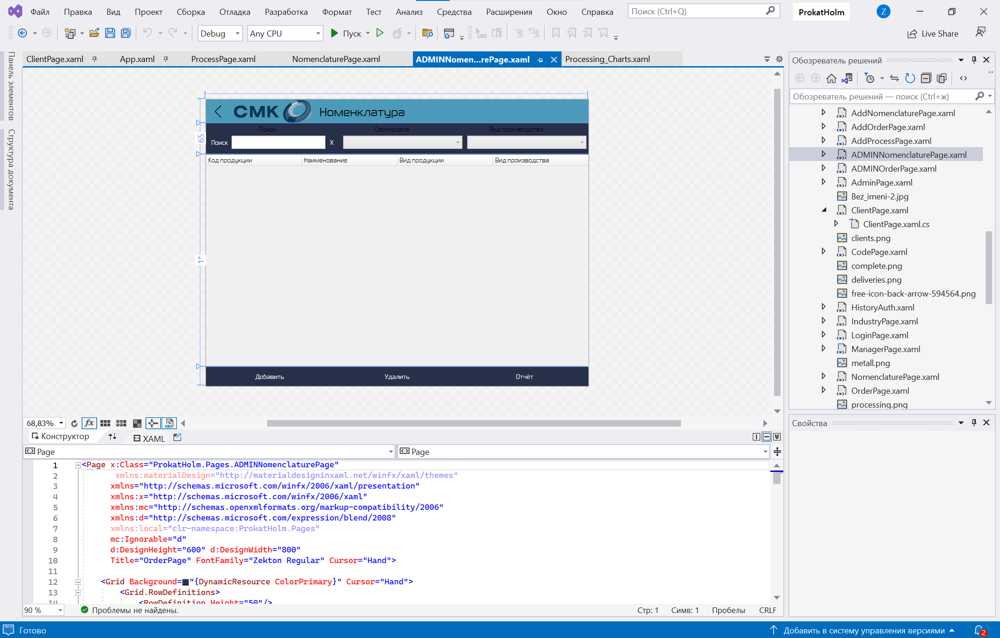 Файл Правка Вид Проект Сборка Отладка Разработка Формат Тест Анализ Средства Расширения Окно Справка Поиск (Ctrl+Q) ProkatHolm Z
Debug Any CPU Пуск Live Share
Панель элементов
Структура документа
ClientPage.xaml App.xaml ProcessPage.xaml NomenclaturePage.xaml ADMINNomen...rePage.xaml Processing_Charts.xaml
СМК Номенклатура
Поиск: Сортировка: Вид производства:
65
Поиск X
Код продукции Наименование Вид продукции Вид производства
1*
Добавить Удалить Отчёт
68,83% fx
Конструктор XAML
Page Page
1 <Page x:Class="ProkatHolm.Pages.ADMINNomenclaturePage"
2 xmlns:materialDesign="http://materialdesigninxaml.net/winfx/xaml/themes"
3 xmlns="http://schemas.microsoft.com/winfx/2006/xaml/presentation"
4 xmlns:x="http://schemas.microsoft.com/winfx/2006/xaml"
5 xmlns:mc="http://schemas.openxmlformats.org/markup-compatibility/2006"
6 xmlns:d="http://schemas.microsoft.com/expression/blend/2008"
7 xmlns:local="clr-namespace:ProkatHolm.Pages"
8 mc:Ignorable="d"
9 d:DesignHeight="600" d:DesignWidth="800"
10 Title="OrderPage" FontFamily="Zekton Regular" Cursor="Hand">
11
12 <Grid Background="{DynamicResource ColorPrimary}" Cursor="Hand">
13 <Grid.RowDefinitions>
14 <RowDefinition Height="50"/>
90 % Проблемы не найдены. Стр: 1 Симв: 1 Пробелы CRLF
Обозреватель решений
Обозреватель решений — поиск (Ctrl+ж)
AddNomenclaturePage.xaml
AddOrderPage.xaml
AddProcessPage.xaml
ADMINNomenclaturePage.xaml
ADMINOrderPage.xaml
AdminPage.xaml
Bez_imeni-2.jpg
ClientPage.xaml
ClientPage.xaml.cs
clients.png
CodePage.xaml
complete.png
deliveries.png
free-icon-back-arrow-594564.png
HistoryAuth.xaml
IndustryPage.xaml
LoginPage.xaml
ManagerPage.xaml
metall.png
NomenclaturePage.xaml
OrderPage.xaml
processing.png
Свойства
Готово Добавить в систему управления версиями 2